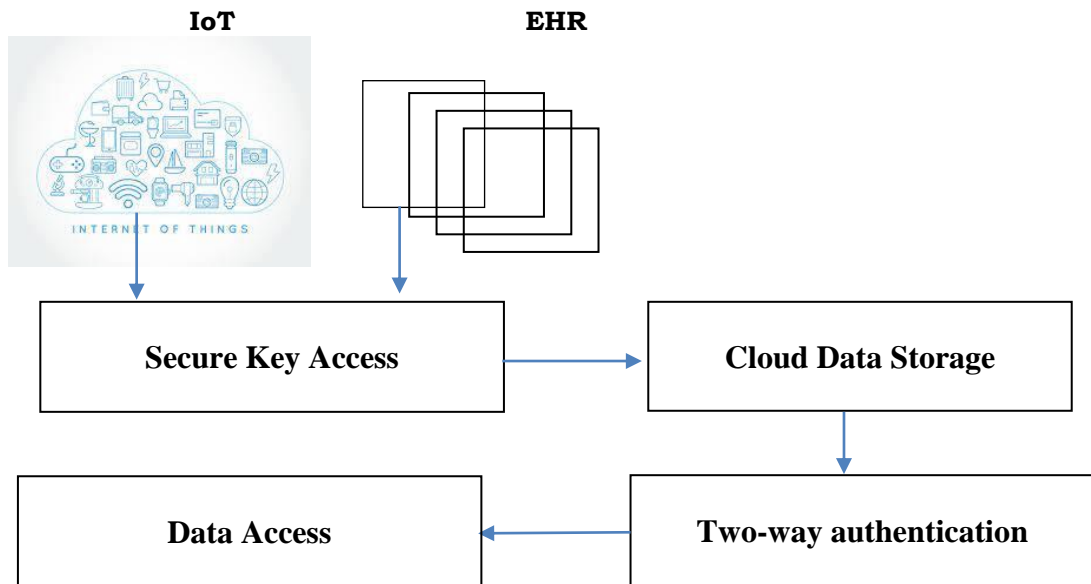 IoT
EHR
INTERNET OF THINGS
Secure Key Access
Cloud Data Storage
Data Access
Two-way authentication